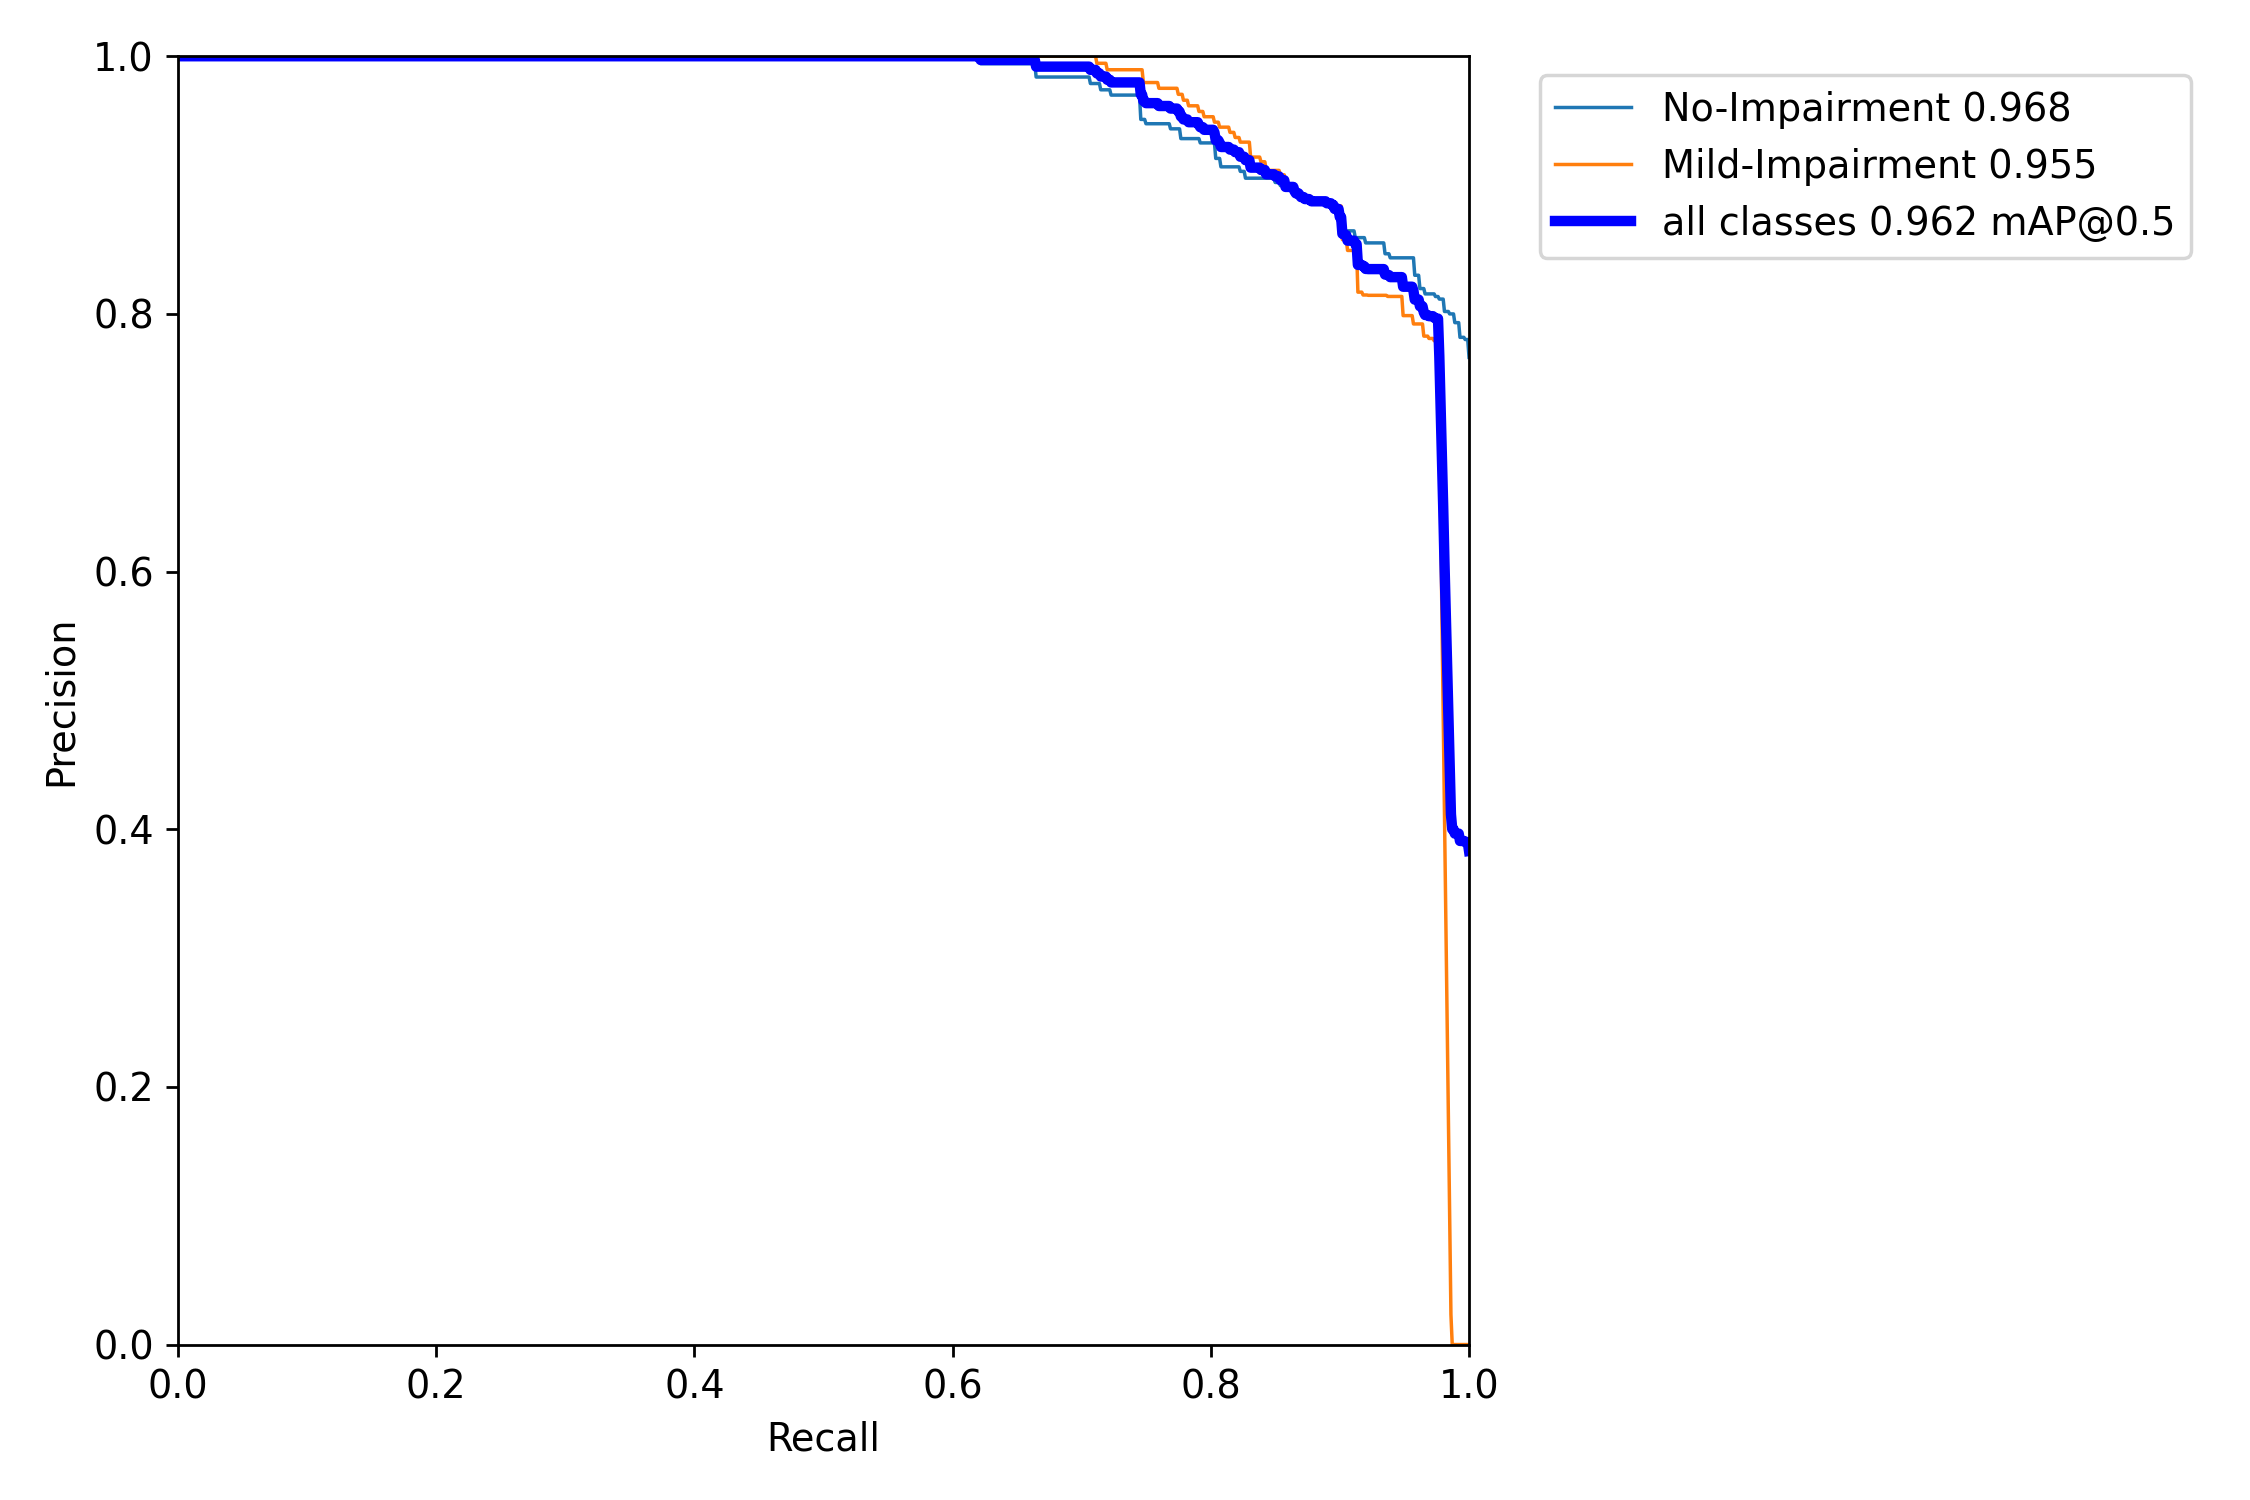 No-Impairment 0.968
Mild-Impairment 0.955
all classes 0.962 mAP@0.5
Precision
1.0
0.8
0.6
0.4
0.2
0.0
0.0 0.2 0.4 0.6 0.8 1.0
Recall